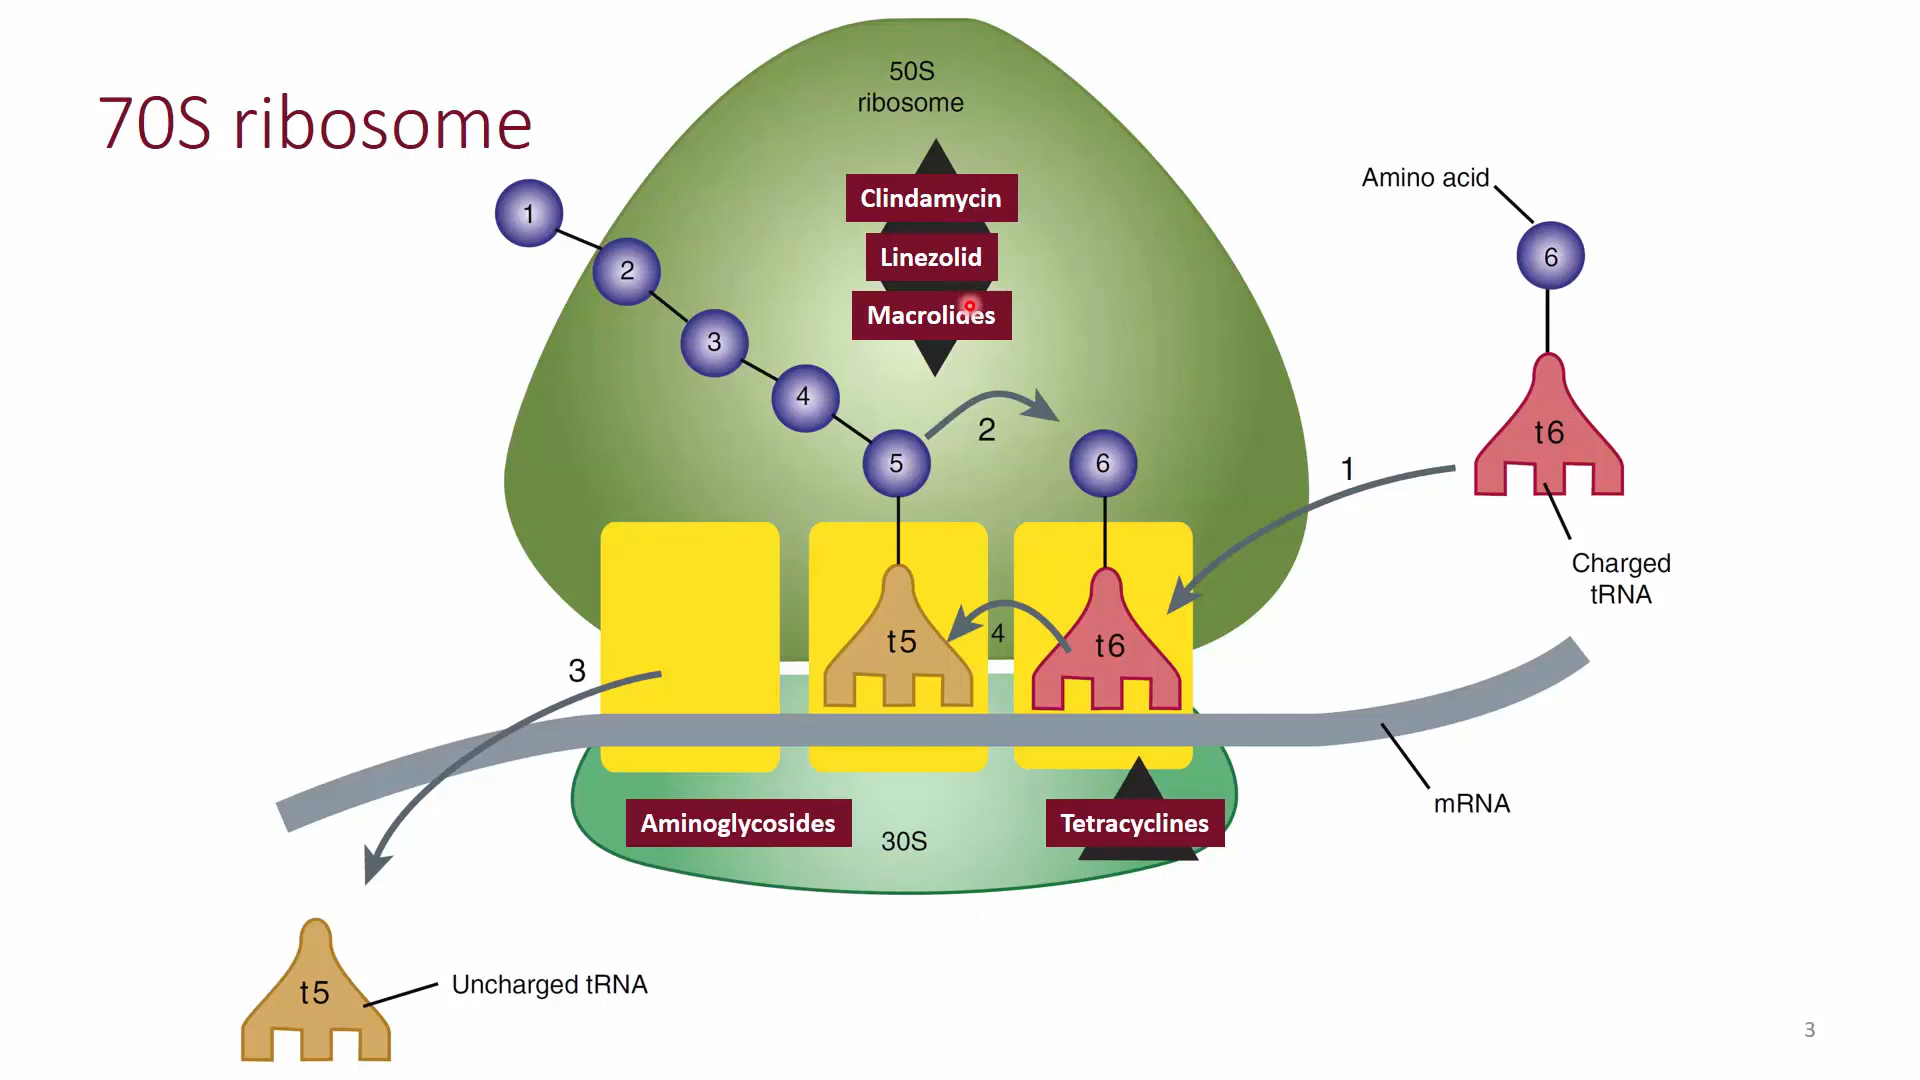 70S ribosome
50S
ribosome
Clindamycin
Linezolid
Macrolides
Amino acid
1
2
3
4
5
2
6
6
t6
1
Charged
tRNA
t5
4
t6
3
mRNA
Aminoglycosides
30S
Tetracyclines
t5
Uncharged tRNA
3